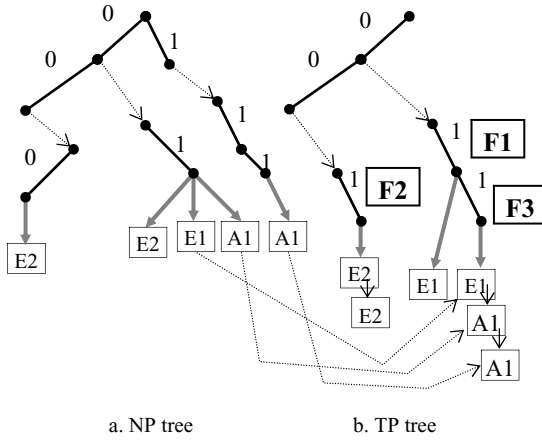 0 1 0
0 0
1 1
0 1 1 F1
1 1 F2 1 F3
E2 E2 E1 A1 A1 E2 E1 E1
E2 A1
A1
a. NP tree b. TP tree